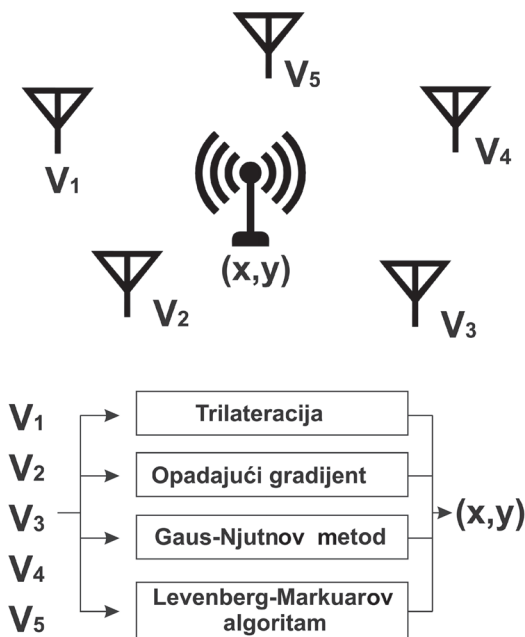 V5
V1
V4
(x,y)
V2
V3
V1
V2
V3
V4
V5
Trilateracija
Opadajući gradijent
Gaus-Njutnov metod
Levenberg-Markuarov
algoritam
(x,y)